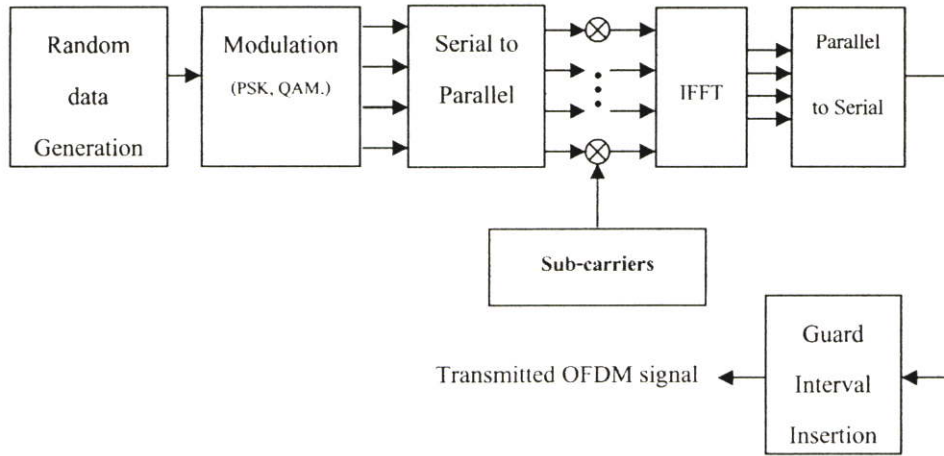 Random
data
Generation
Modulation
(PSK, QAM.)
Serial to
Parallel
IFFT
Parallel
to Serial
Sub-carriers
Guard
Interval
Insertion
Transmitted OFDM signal